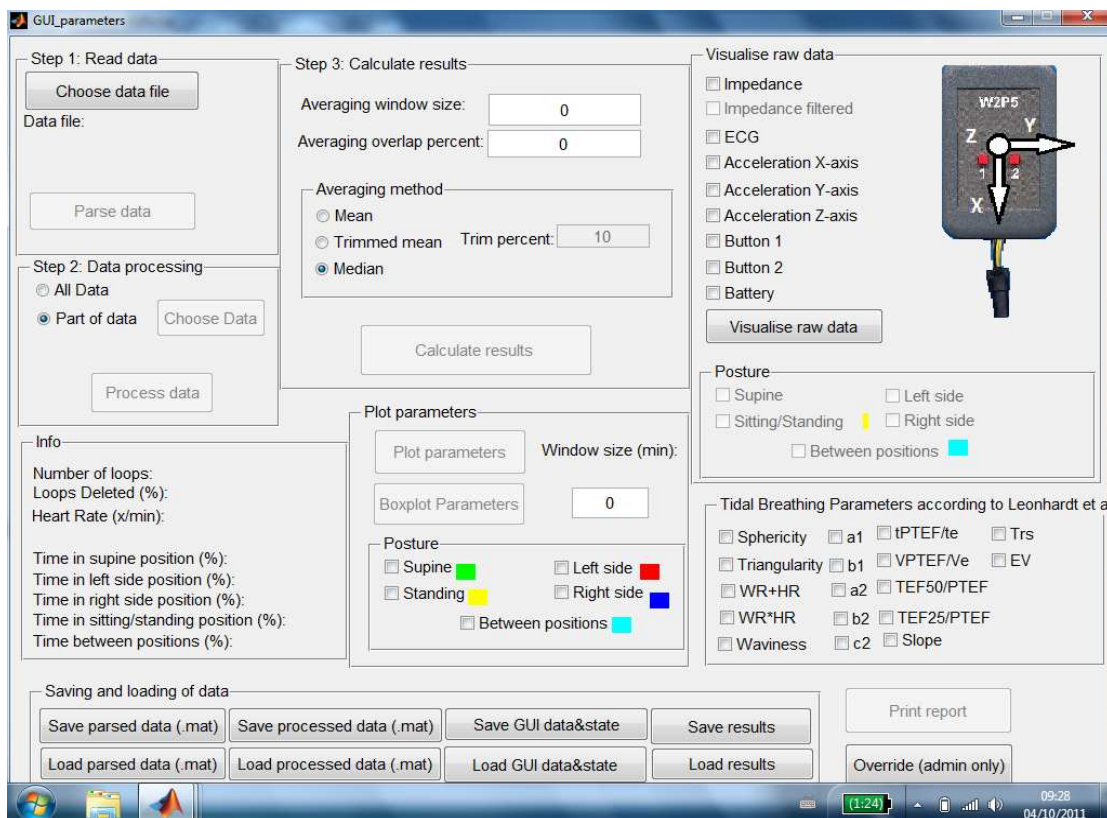 GUI_parameters
Step 1: Read data
Choose data file
Data file:
Parse data
Step 2: Data processing
All Data
Part of data
Choose Data
Process data
Info
Number of loops:
Loops Deleted (%):
Heart Rate (x/min):
Time in supine position (%):
Time in left side position (%):
Time in right side position (%):
Time in sitting/standing position (%):
Time between positions (%):
Step 3: Calculate results
Averaging window size:
0
Averaging overlap percent:
0
Averaging method
Mean
Trimmed mean
Trim percent:
10
Median
Calculate results
Plot parameters
Plot parameters
Window size (min):
Boxplot Parameters
0
Posture
Supine
Left side
Standing
Right side
Between positions
Visualise raw data
Impedance
Impedance filtered
ECG
Acceleration X-axis
Acceleration Y-axis
Acceleration Z-axis
Button 1
Button 2
Battery
Visualise raw data
W2P5
Z
Y
1
2
X
Posture
Supine
Left side
Sitting/Standing
Right side
Between positions
Tidal Breathing Parameters according to Leonhardt et a
Sphericity
a1
tPTEF/te
Trs
Triangularity
b1
VPTEF/Ve
EV
WR+HR
a2
TEF50/PTEF
WR*HR
b2
TEF25/PTEF
Waviness
c2
Slope
Saving and loading of data
Save parsed data (.mat)
Save processed data (.mat)
Save GUI data&state
Save results
Load parsed data (.mat)
Load processed data (.mat)
Load GUI data&state
Load results
Print report
Override (admin only)
(1:24)
09:28
04/10/2011